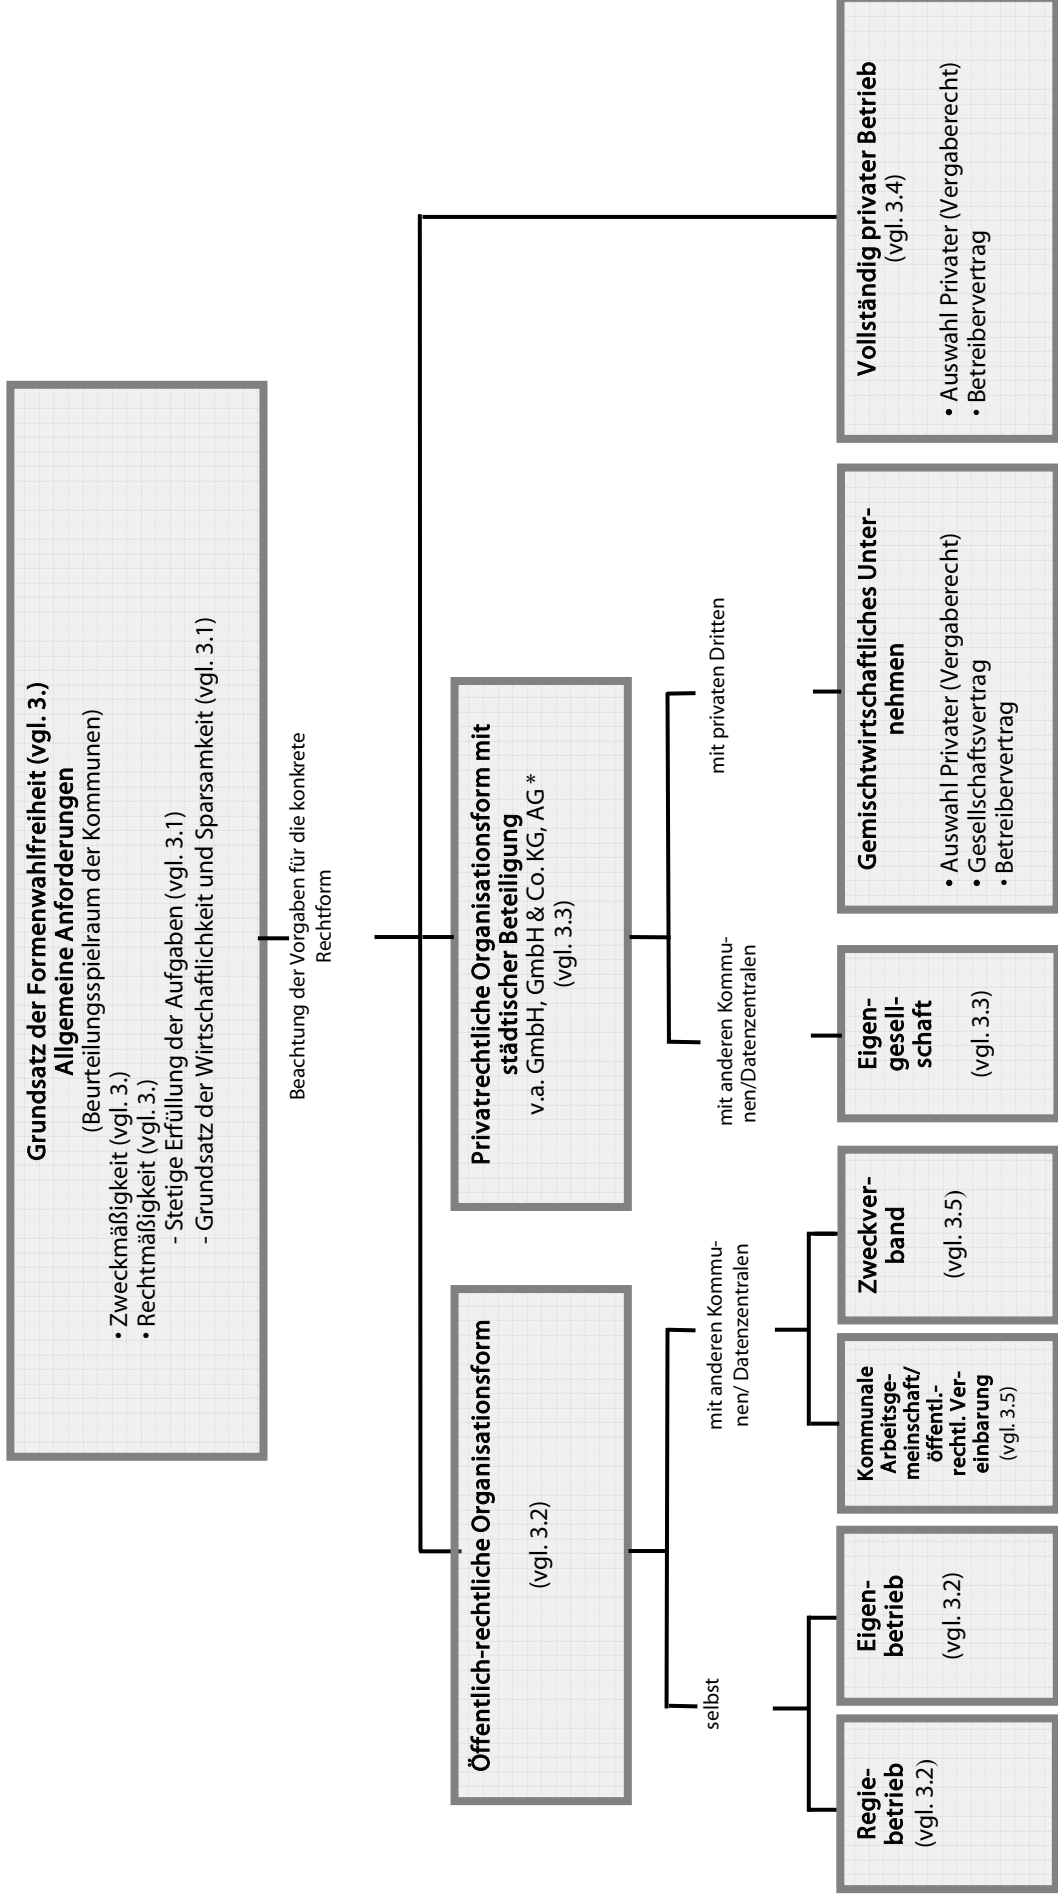 Grundsatz der Formenwahlfreiheit (vgl. 3.)
Allgemeine Anforderungen
(Beurteilungsspielraum der Kommunen)
• Zweckmäßigkeit (vgl. 3.)
• Rechtmäßigkeit (vgl. 3.)
- Stetige Erfüllung der Aufgaben (vgl. 3.1)
- Grundsatz der Wirtschaftlichkeit und Sparsamkeit (vgl. 3.1)
Beachtung der Vorgaben für die konkrete
Rechtform
Öffentlich-rechtliche Organisationsform
(vgl. 3.2)
Privatrechtliche Organisationsform mit
städtischer Beteiligung
v.a. GmbH, GmbH & Co. KG, AG *
(vgl. 3.3)
selbst
mit anderen Kommu-
nen/ Datenzentralen
mit anderen Kommu-
nen/Datenzentralen
mit privaten Dritten
Regie-
betrieb
(vgl. 3.2)
Eigen-
betrieb
(vgl. 3.2)
Kommunale
Arbeitsge-
meinschaft/
öffentl.-
rechtl. Ver-
einbarung
(vgl. 3.5)
Zweckver-
band
(vgl. 3.5)
Eigen-
gesell-
schaft
(vgl. 3.3)
Gemischtwirtschaftliches Unter-
nehmen
• Auswahl Privater (Vergaberecht)
• Gesellschaftsvertrag
• Betreibervertrag
Vollständig privater Betrieb
(vgl. 3.4)
• Auswahl Privater (Vergaberecht)
• Betreibervertrag